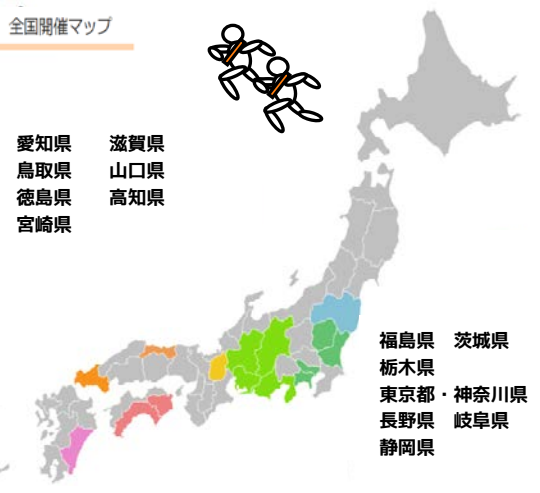 全国開催マップ
愛知県　滋賀県
鳥取県　山口県
徳島県　高知県
宮崎県
福島県　茨城県
栃木県
東京都・神奈川県
長野県　岐阜県
静岡県